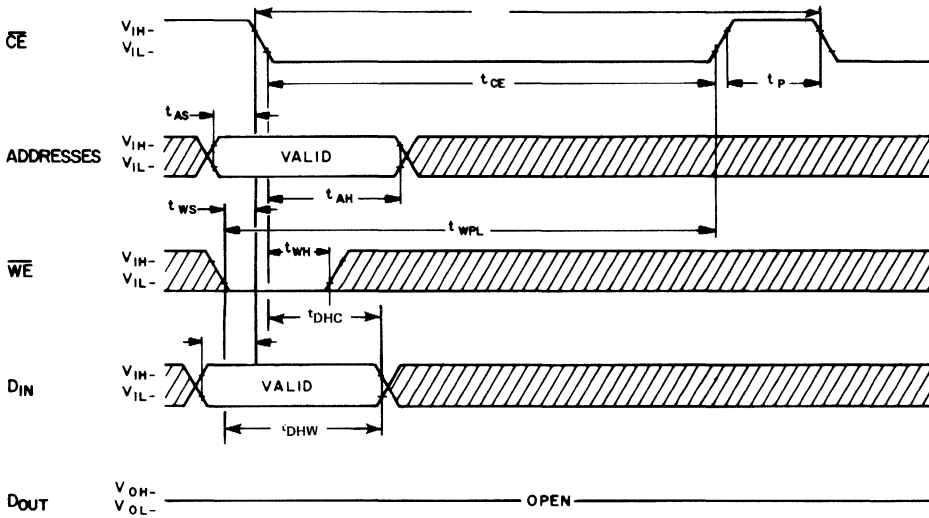 CE
VIH-
VIL-
tCE
tP
tAS
ADDRESSES
VIH-
VIL-
VALID
tAH
tWS
tWPL
WE
VIH-
VIL-
tWH
tDHC
DIN
VIH-
VIL-
VALID
tDHW
DOUT
VOH-
VOL-
OPEN